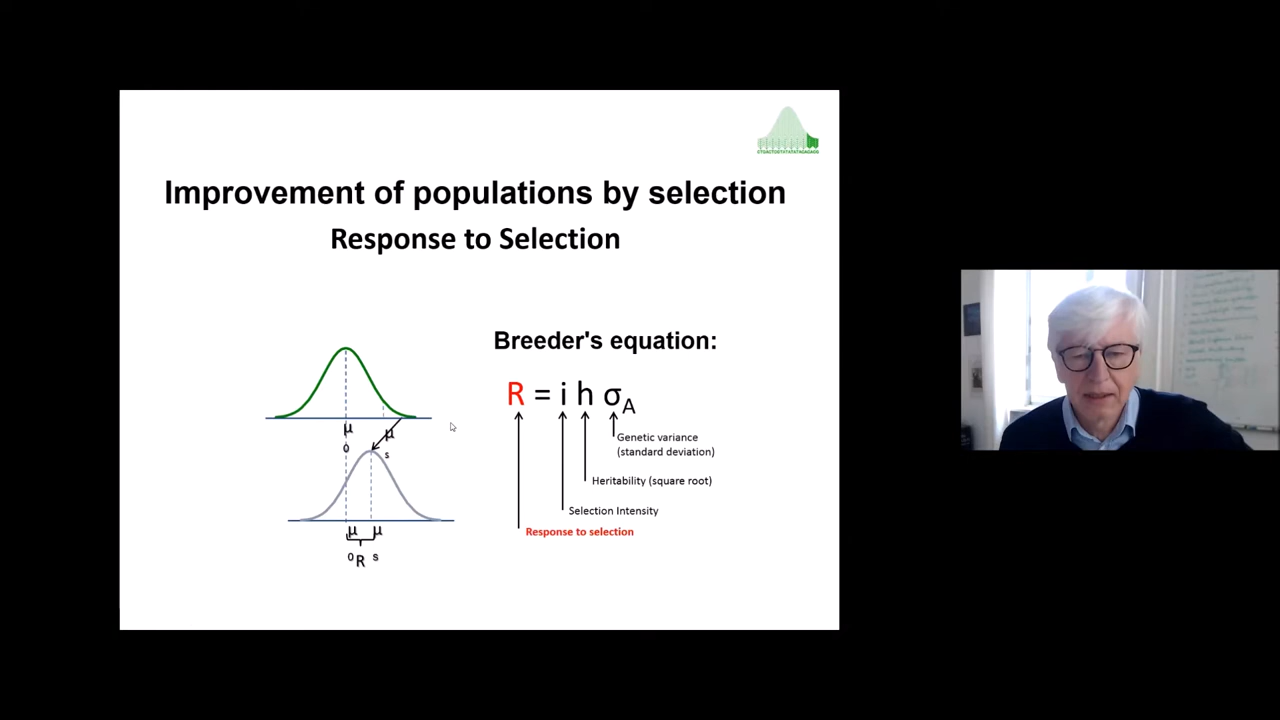 Improvement of populations by selection
Response to Selection
Breeder's equation:
R = i h σA
Genetic variance
(standard deviation)
Heritability (square root)
Selection Intensity
Response to selection
μ
0
μ
s
μ μ
0 R s